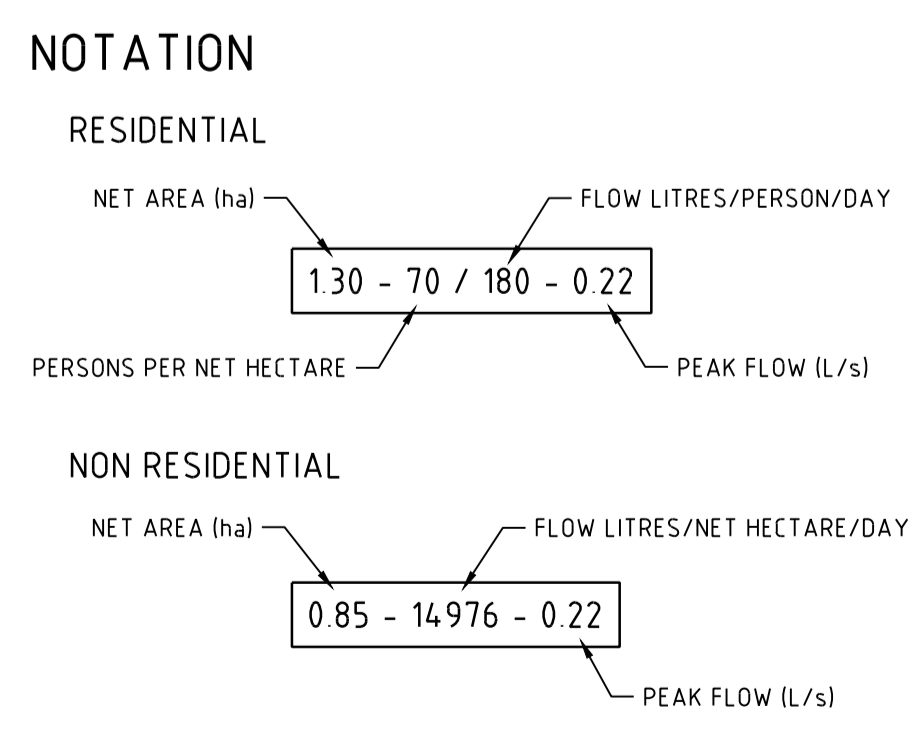 NOTATION
RESIDENTIAL
NET AREA (ha)
FLOW LITRES/PERSON/DAY
1.30 - 70 / 180 - 0.22
PERSONS PER NET HECTARE
PEAK FLOW (L/s)
NON RESIDENTIAL
NET AREA (ha)
FLOW LITRES/NET HECTARE/DAY
0.85 - 14976 - 0.22
PEAK FLOW (L/s)